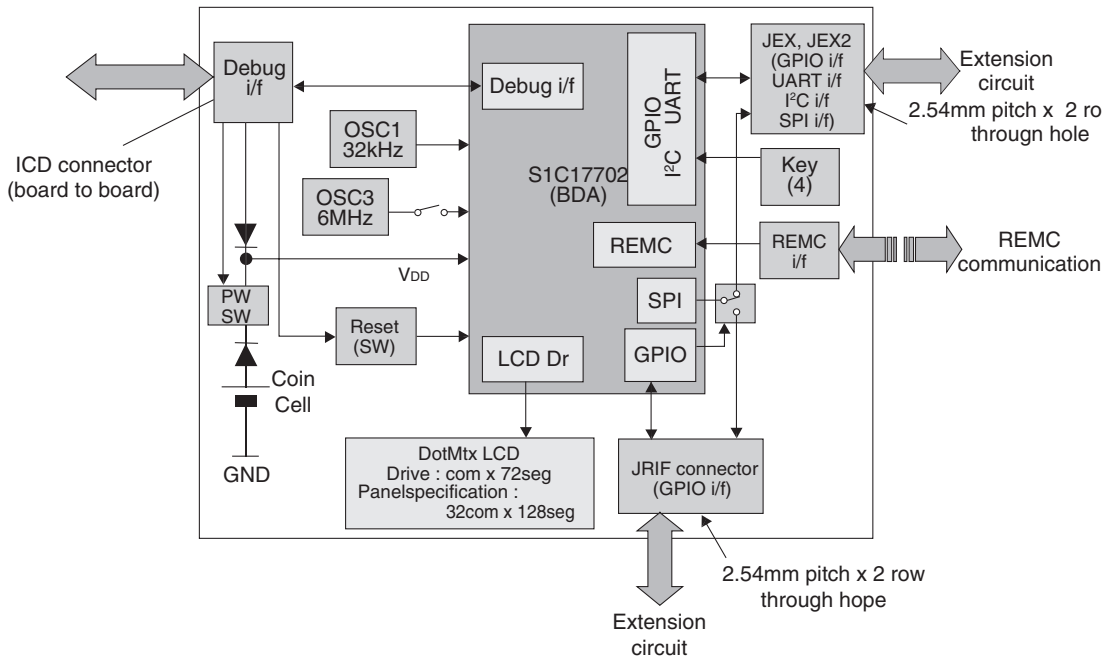 Debug
i/f
ICD connector
(board to board)
OSC1
32kHz
OSC3
6MHz
VDD
PW
SW
Reset
(SW)
Coin
Cell
GND
Debug i/f
S1C17702
(BDA)
GPIO
I²C UART
REMC
SPI
GPIO
LCD Dr
JEX, JEX2
(GPIO i/f
UART i/f
I²C i/f
SPI i/f)
Extension
circuit
2.54mm pitch x 2 ro
througn hole
Key
(4)
REMC
i/f
REMC
communication
DotMtx LCD
Drive : com x 72seg
Panelspecification :
32com x 128seg
JRIF connector
(GPIO i/f)
2.54mm pitch x 2 row
through hope
Extension
circuit